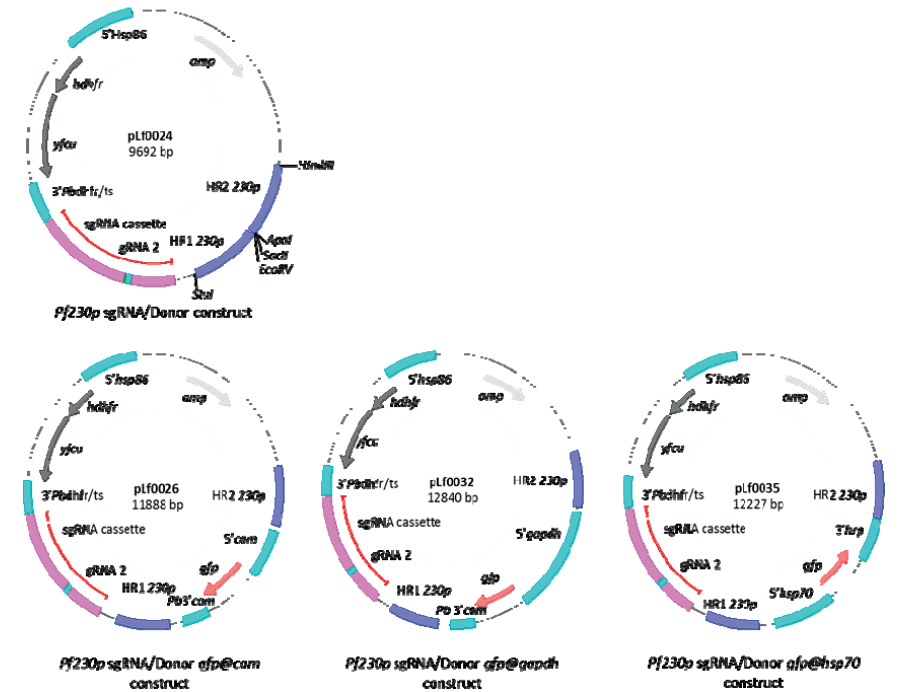 5'Hsp86
amp
hdhfr
yfcu
pLf0024
9692 bp
HindIII
HR2 230p
3'Pbdhfr/ts
sgRNA cassette
gRNA 2
HR1 230p
ApaI
SacII
EcoRV
StuI
Pf230p sgRNA/Donor construct
5'hsp86
amp
hdhfr
yfcu
3'Pbdhfr/ts
pLf0026
11888 bp
HR2 230p
sgRNA cassette
5'cam
gRNA 2
gfp
HR1 230p
Pb3'cam
Pf230p sgRNA/Donor gfp@cam
construct
5'hsp86
amp
hdhfr
yfcu
3'Pbdhfr/ts
pLf0032
12840 bp
HR2 230p
sgRNA cassette
5'gapdh
gRNA 2
gfp
HR1 230p
Pb 3'cam
Pf230p sgRNA/Donor gfp@gapdh
construct
5'hsp86
amp
hdhfr
yfcu
3'Pbdhfr/ts
pLf0035
12227 bp
HR2 230p
sgRNA cassette
3'hrp
gRNA 2
gfp
5'hsp70
HR1 230p
Pf230p sgRNA/Donor gfp@hsp70
construct